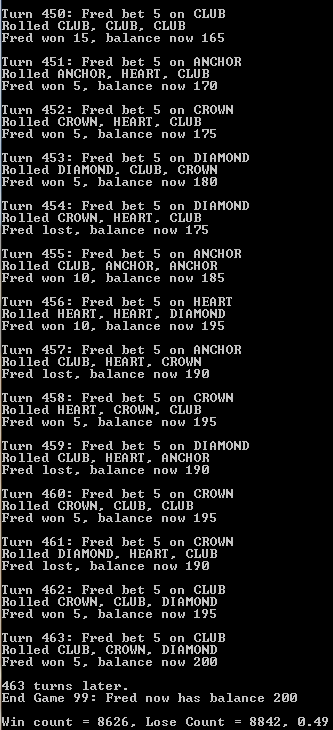 Turn 450: Fred bet 5 on CLUB
Rolled CLUB, CLUB, CLUB
Fred won 15, balance now 165
Turn 451: Fred bet 5 on ANCHOR
Rolled ANCHOR, HEART, CLUB
Fred won 5, balance now 170
Turn 452: Fred bet 5 on CROWN
Rolled CROWN, HEART, CLUB
Fred won 5, balance now 175
Turn 453: Fred bet 5 on DIAMOND
Rolled DIAMOND, CLUB, CROWN
Fred won 5, balance now 180
Turn 454: Fred bet 5 on DIAMOND
Rolled CROWN, HEART, CLUB
Fred lost, balance now 175
Turn 455: Fred bet 5 on ANCHOR
Rolled CLUB, ANCHOR, ANCHOR
Fred won 10, balance now 185
Turn 456: Fred bet 5 on HEART
Rolled HEART, HEART, DIAMOND
Fred won 10, balance now 195
Turn 457: Fred bet 5 on ANCHOR
Rolled CLUB, HEART, CROWN
Fred lost, balance now 190
Turn 458: Fred bet 5 on CROWN
Rolled HEART, CROWN, CLUB
Fred won 5, balance now 195
Turn 459: Fred bet 5 on DIAMOND
Rolled CLUB, HEART, ANCHOR
Fred lost, balance now 190
Turn 460: Fred bet 5 on CROWN
Rolled CROWN, CLUB, CLUB
Fred won 5, balance now 195
Turn 461: Fred bet 5 on CROWN
Rolled DIAMOND, HEART, CLUB
Fred lost, balance now 190
Turn 462: Fred bet 5 on CLUB
Rolled CROWN, CLUB, DIAMOND
Fred won 5, balance now 195
Turn 463: Fred bet 5 on CLUB
Rolled CLUB, CROWN, DIAMOND
Fred won 5, balance now 200
463 turns later.
End Game 99: Fred now has balance 200
Win count = 8626, Lose Count = 8842, 0.49